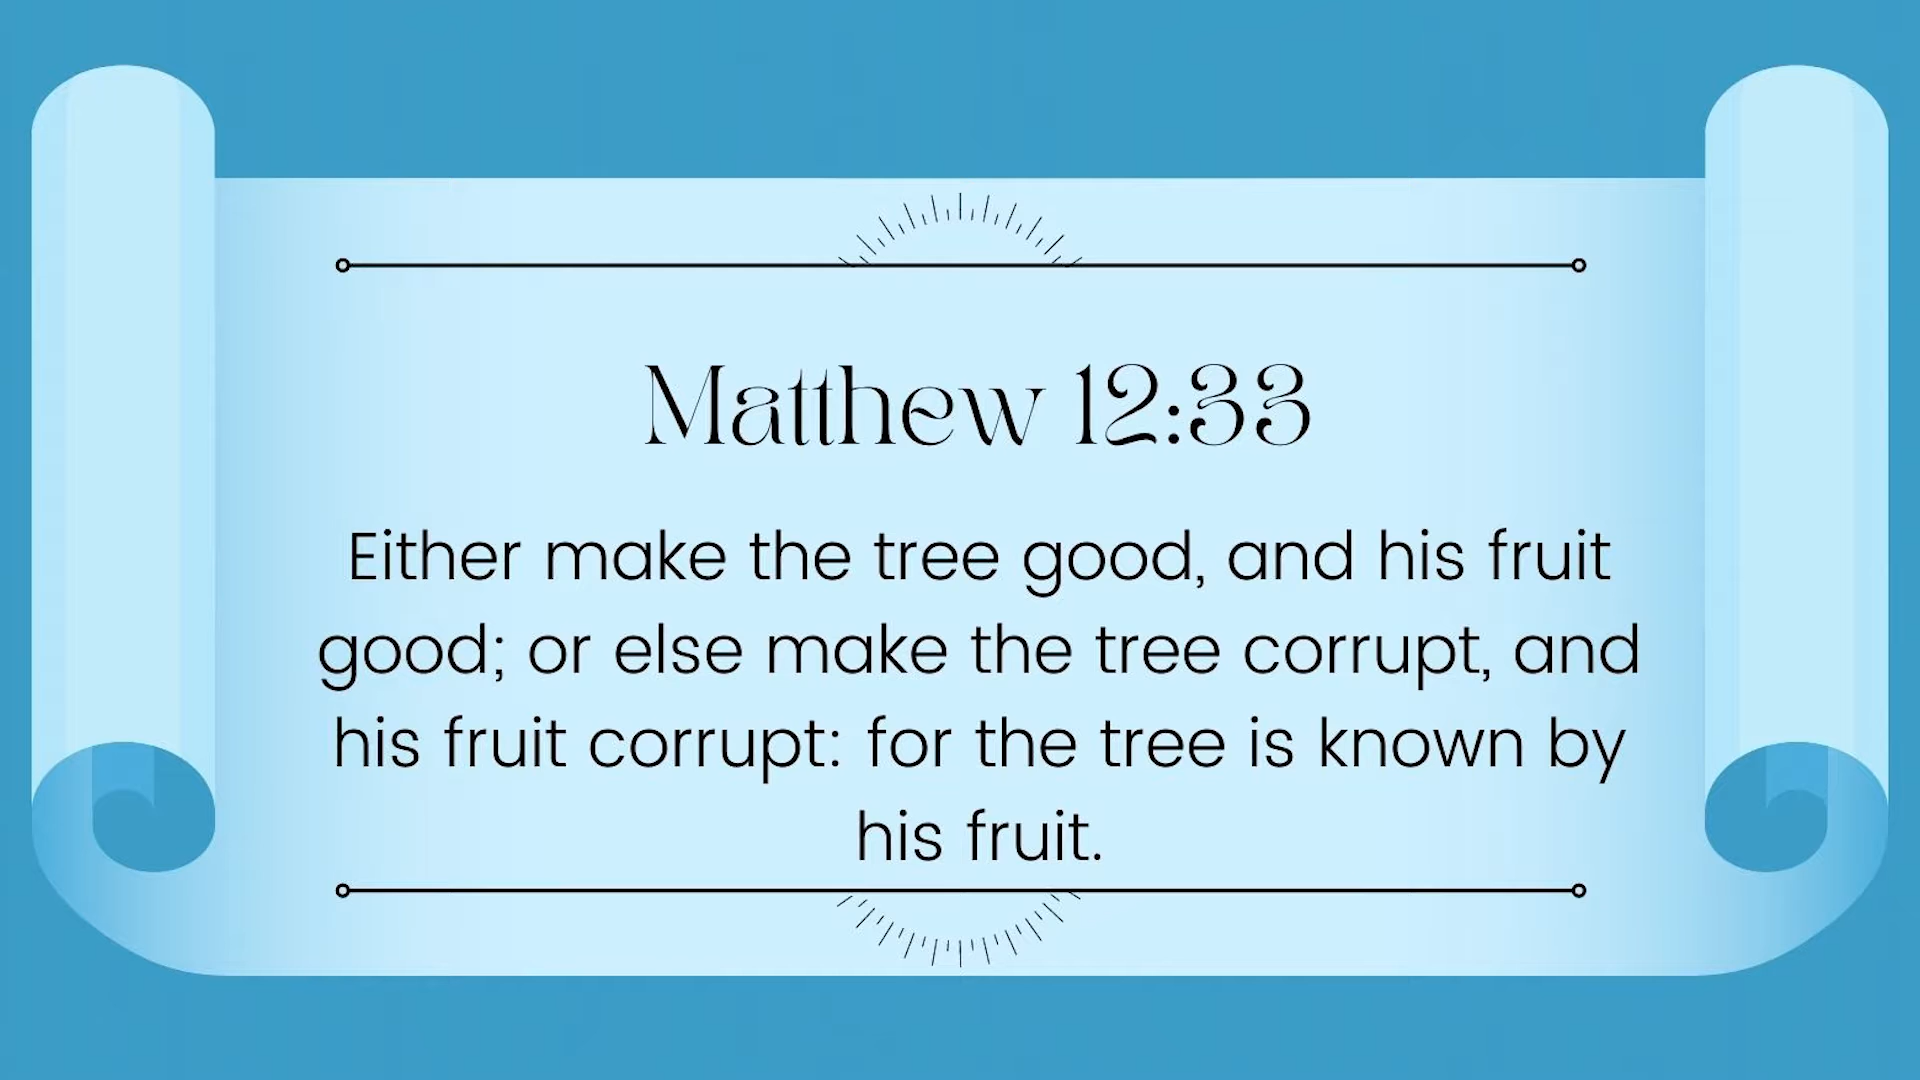 Matthew 12:33
Either make the tree good, and his fruit
good; or else make the tree corrupt, and
his fruit corrupt: for the tree is known by
his fruit.